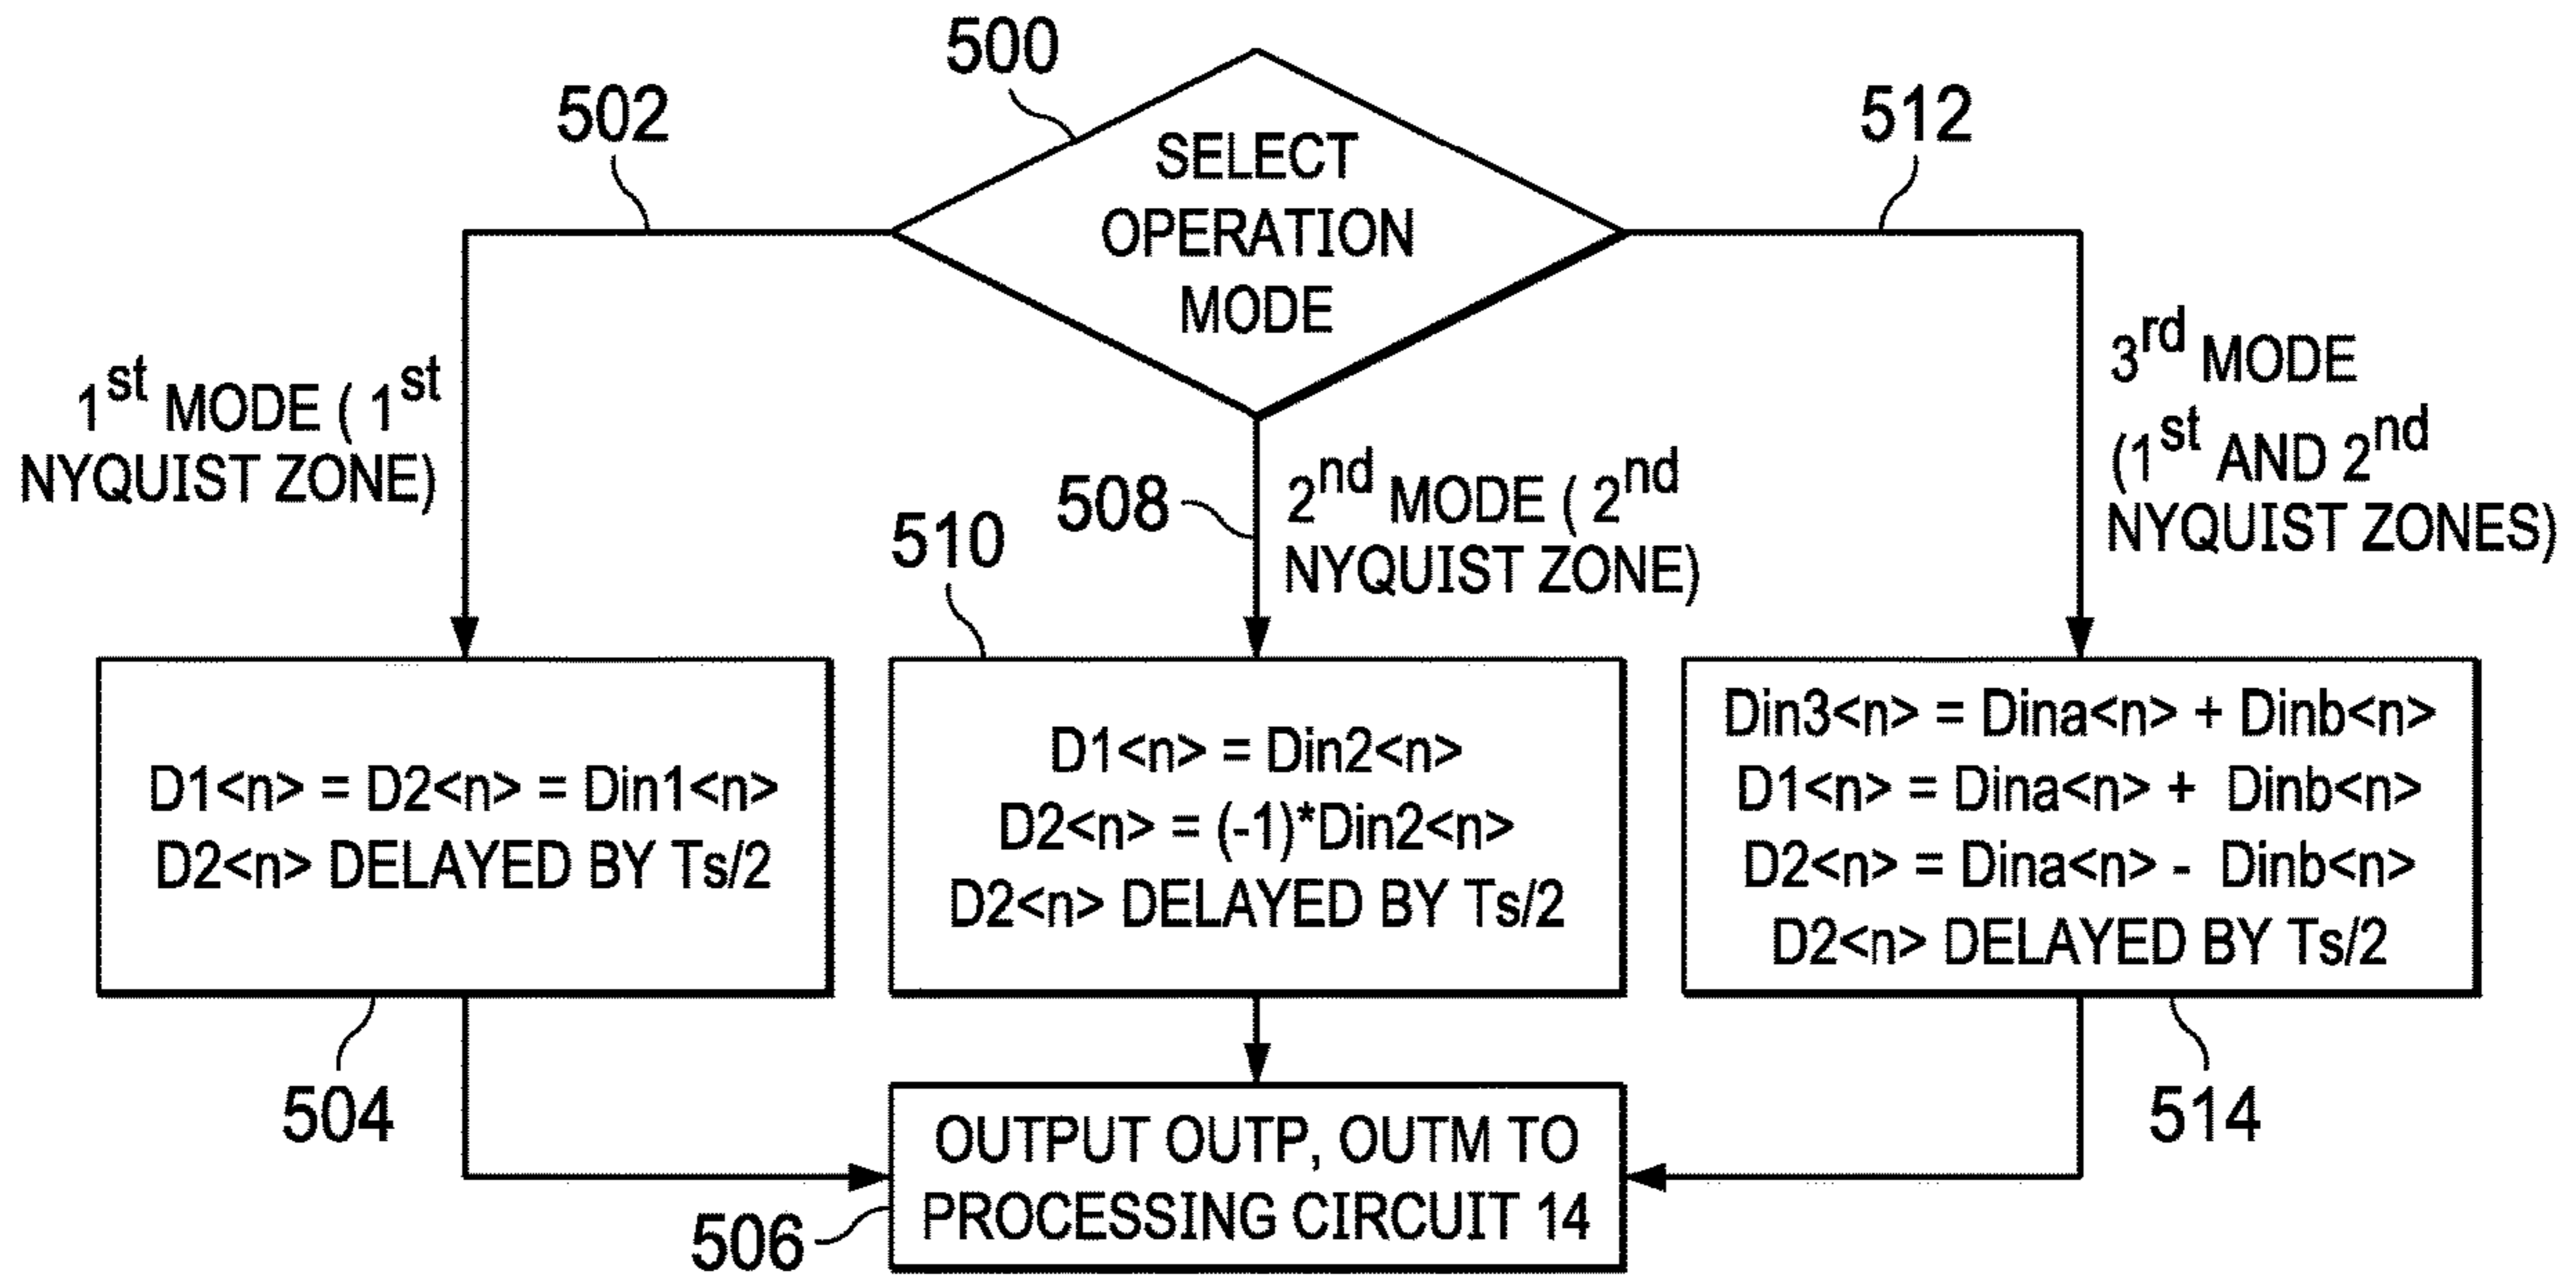 500
502
512
SELECT
OPERATION
MODE
1st MODE ( 1st
NYQUIST ZONE)
508
2nd MODE ( 2nd
NYQUIST ZONE)
3rd MODE
(1st AND 2nd
NYQUIST ZONES)
510
D1<n> = D2<n> = Din1<n>
D2<n> DELAYED BY Ts/2
D1<n> = Din2<n>
D2<n> = (-1)*Din2<n>
D2<n> DELAYED BY Ts/2
Din3<n> = Dina<n> + Dinb<n>
D1<n> = Dina<n> + Dinb<n>
D2<n> = Dina<n> - Dinb<n>
D2<n> DELAYED BY Ts/2
504
514
OUTPUT OUTP, OUTM TO
PROCESSING CIRCUIT 14
506